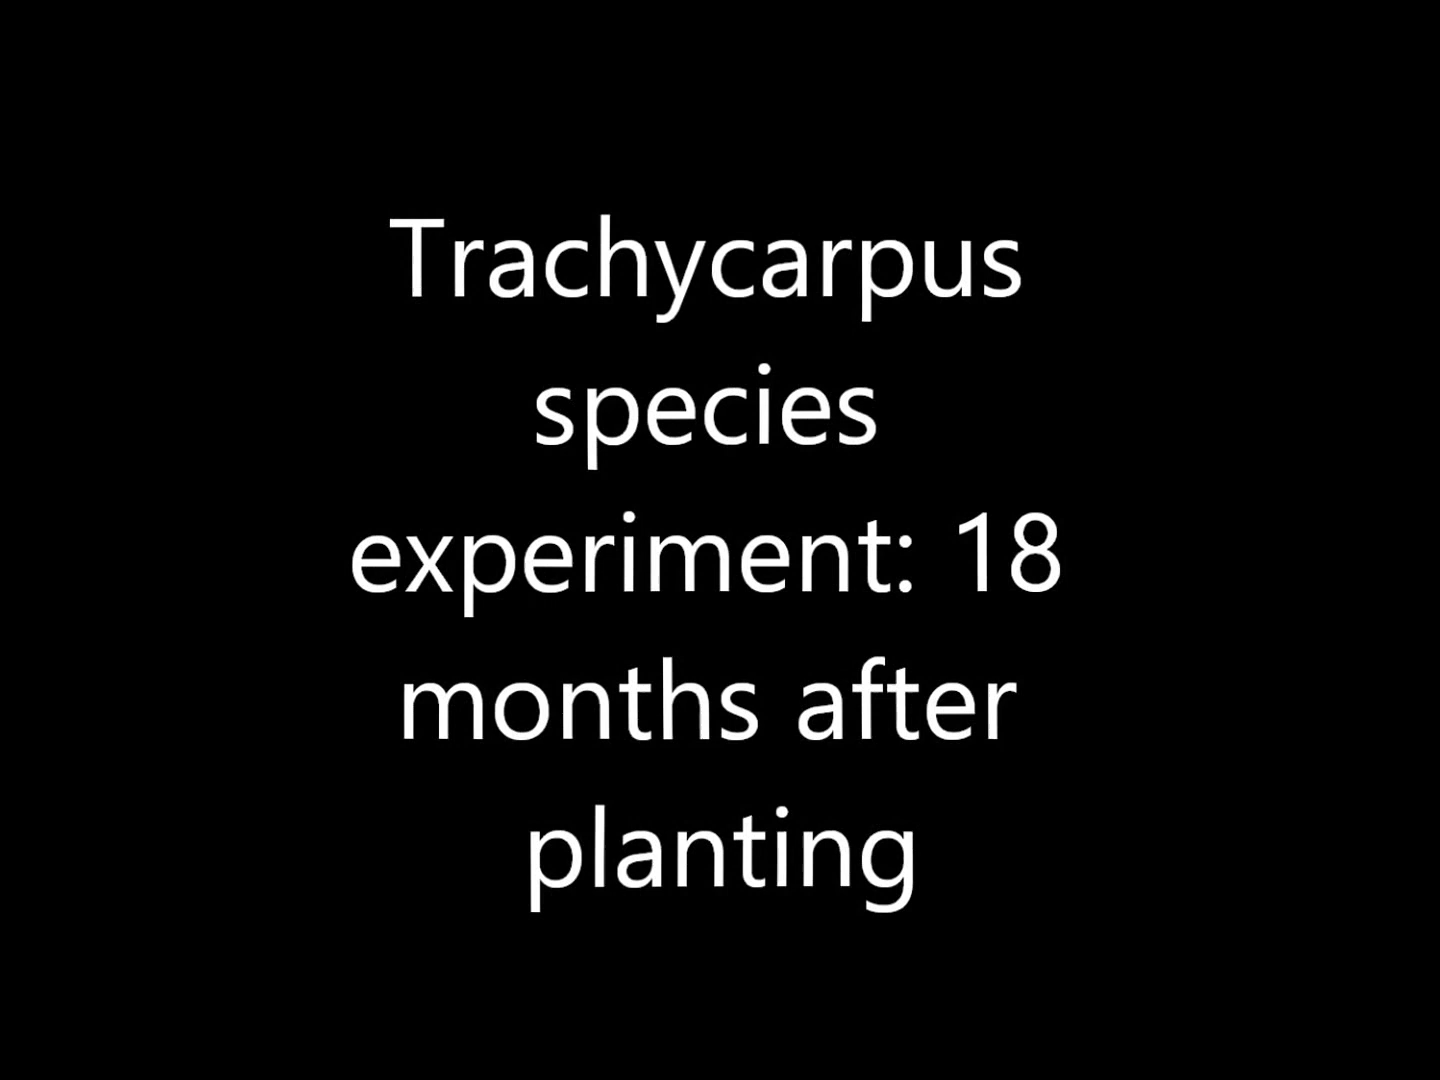 Trachycarpus
species
experiment: 18
months after
planting